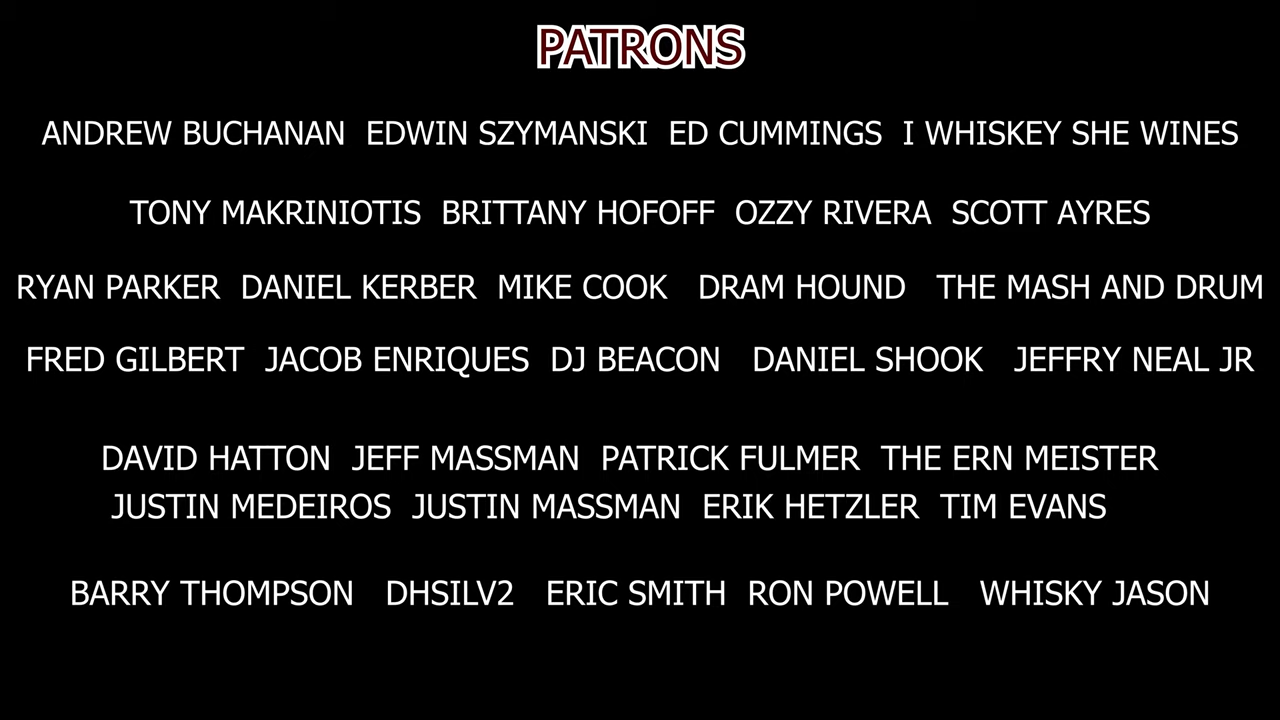 PATRONS
ANDREW BUCHANAN EDWIN SZYMANSKI ED CUMMINGS I WHISKEY SHE WINES
TONY MAKRINIOTIS BRITTANY HOFOFF OZZY RIVERA SCOTT AYRES
RYAN PARKER DANIEL KERBER MIKE COOK DRAM HOUND THE MASH AND DRUM
FRED GILBERT JACOB ENRIQUES DJ BEACON DANIEL SHOOK JEFFRY NEAL JR
DAVID HATTON JEFF MASSMAN PATRICK FULMER THE ERN MEISTER
JUSTIN MEDEIROS JUSTIN MASSMAN ERIK HETZLER TIM EVANS
BARRY THOMPSON DHSILV2 ERIC SMITH RON POWELL WHISKY JASON